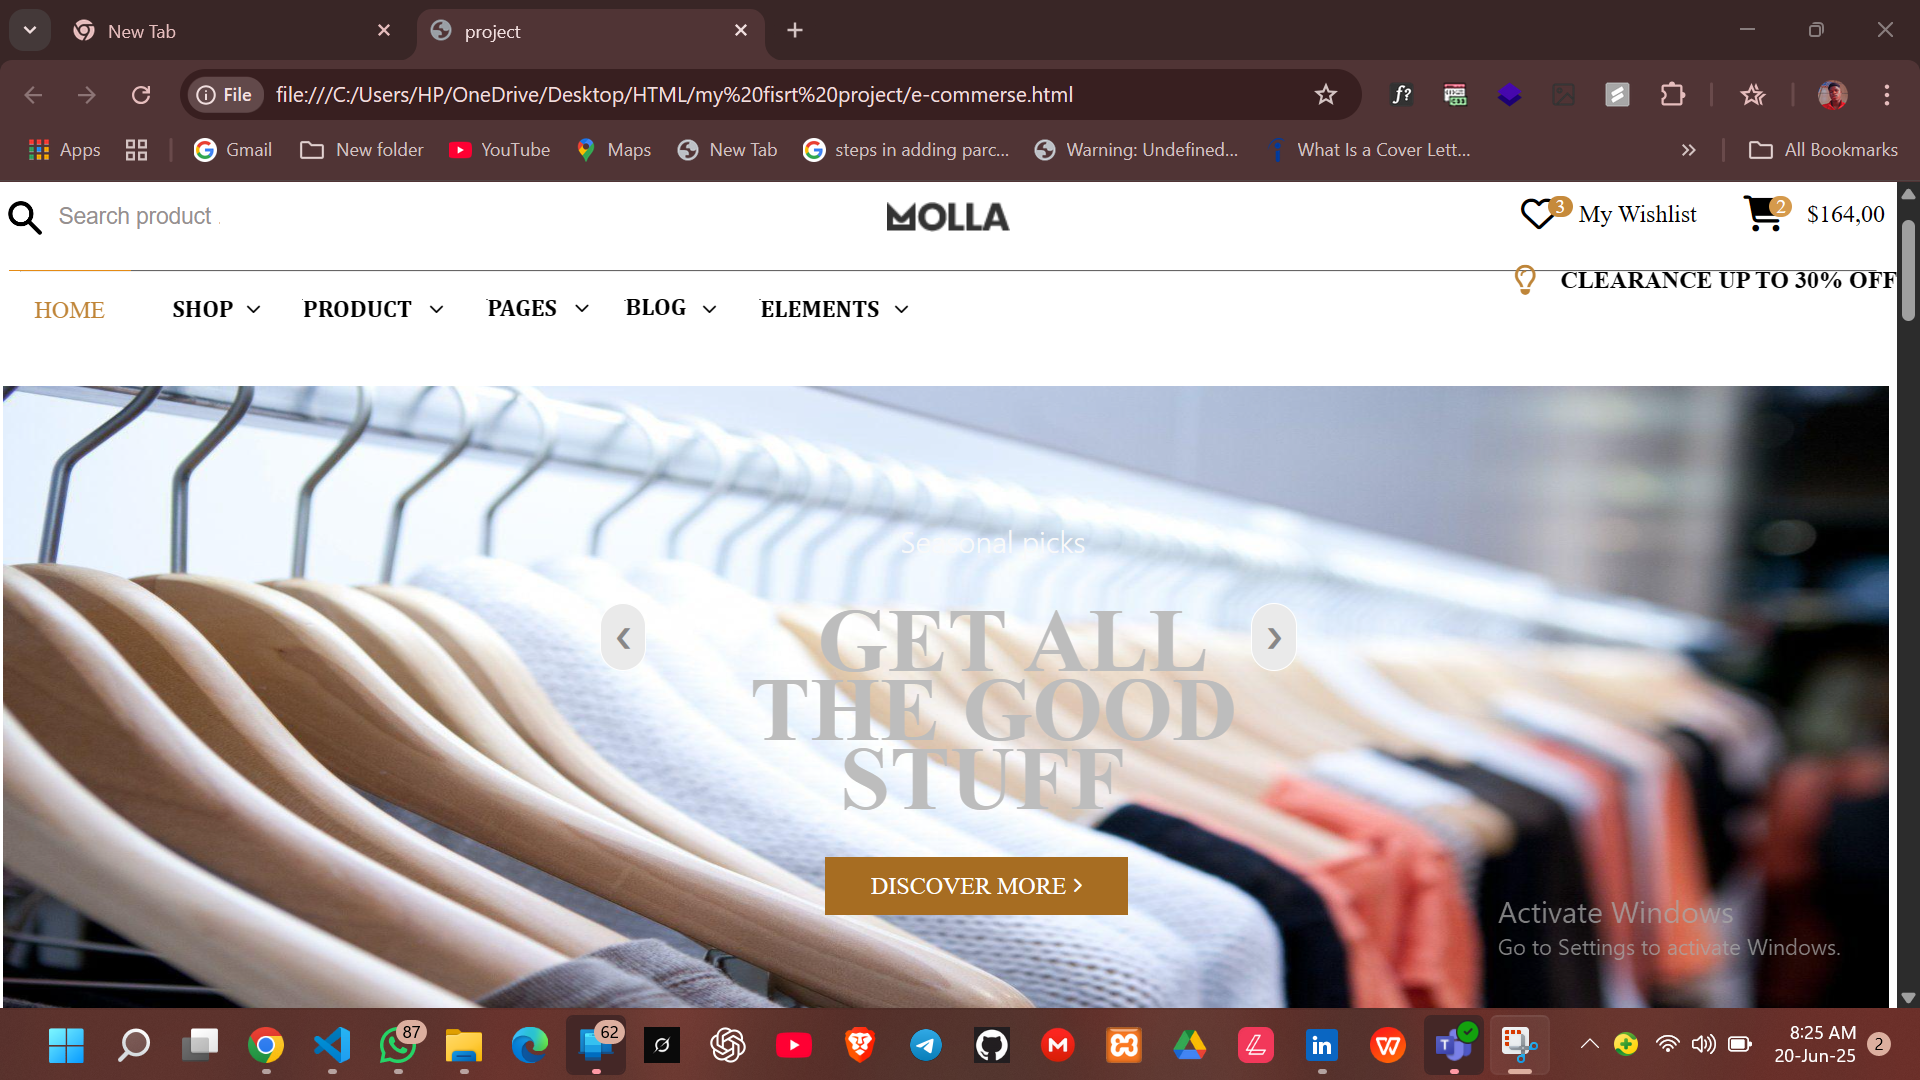 New Tab
project
File
file:///C:/Users/HP/OneDrive/Desktop/HTML/my%20fisrt%20project/e-commerse.html
f?
Apps
Gmail
New folder
YouTube
Maps
New Tab
steps in adding parc...
Warning: Undefined...
What Is a Cover Lett...
All Bookmarks
Search product .
MOLLA
3 My Wishlist
2 $164,00
CLEARANCE UP TO 30% OFF
HOME SHOP PRODUCT PAGES BLOG ELEMENTS
Seasonal picks
GET ALL
THE GOOD
STUFF
DISCOVER MORE
Activate Windows
Go to Settings to activate Windows.
87
62
in
8:25 AM
20-Jun-25
2